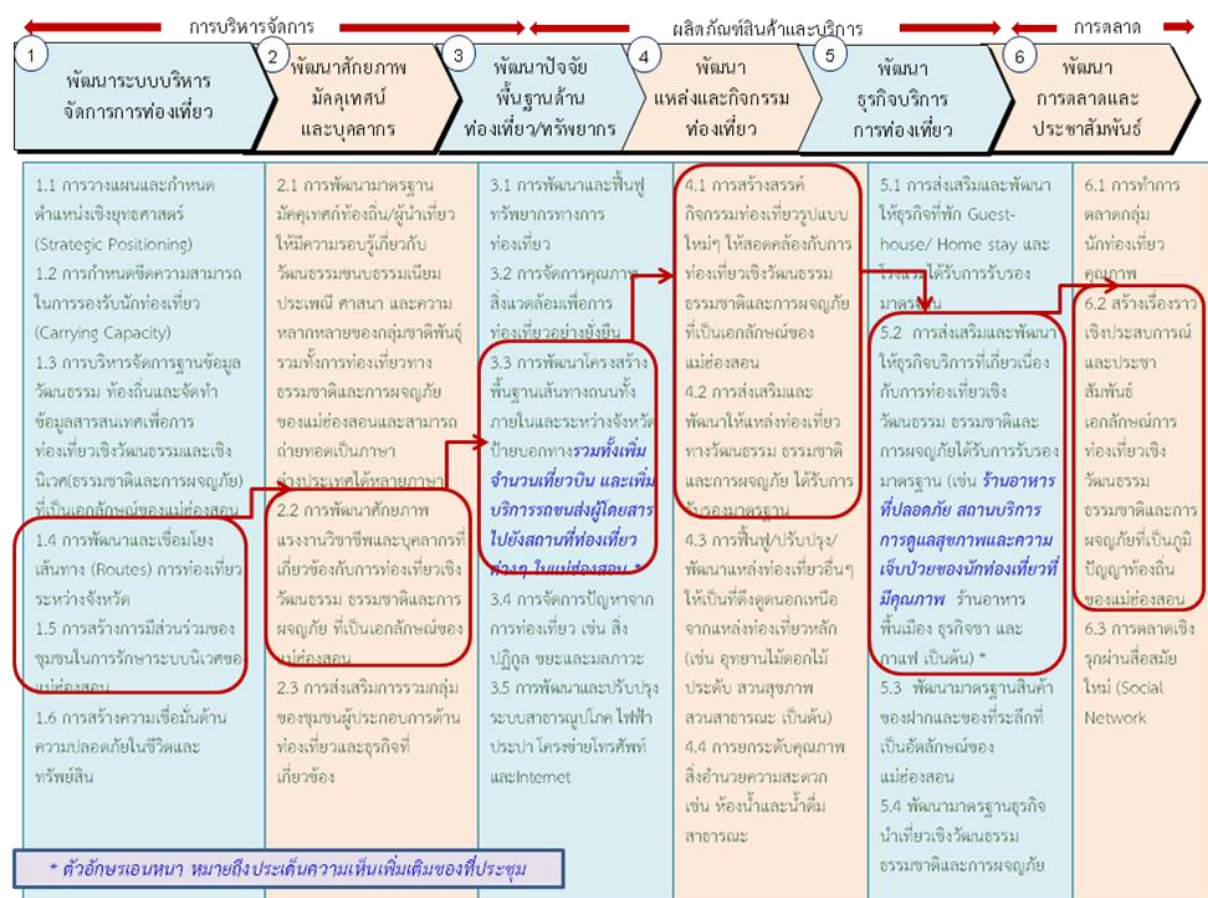 การบริหารจัดการ
ผลิตภัณฑ์สินค้าและบริการ
การตลาด
1
พัฒนาระบบบริหาร
จัดการการท่องเที่ยว
2
พัฒนาศักยภาพ
มัคคุเทศน์
และบุคลากร
3
พัฒนาปัจจัย
พื้นฐานด้าน
ท่องเที่ยว/ทรัพยากร
4
พัฒนา
แหล่งและกิจกรรม
ท่องเที่ยว
5
พัฒนา
ธุรกิจบริการ
การท่องเที่ยว
6
พัฒนา
การตลาดและ
ประชาสัมพันธ์
1.1 การวางแผนและกำหนด
ตำแหน่งเชิงยุทธศาสตร์
(Strategic Positioning)
1.2 การกำหนดขีดความสามารถ
ในการรองรับนักท่องเที่ยว
(Carrying Capacity)
1.3 การบริหารจัดการฐานข้อมูล
วัฒนธรรม ท้องถิ่นและจัดทำ
ข้อมูลสารสนเทศเพื่อการ
ท่องเที่ยวเชิงวัฒนธรรมและเชิง
นิเวศ(ธรรมชาติและการผจญภัย)
ที่เป็นเอกลักษณ์ของแม่ฮ่องสอน
1.4 การพัฒนาและเชื่อมโยง
เส้นทาง (Routes) การท่องเที่ยว
ระหว่างจังหวัด
1.5 การสร้างการมีส่วนร่วมของ
ชุมชนในการรักษาระบบนิเวศของ
แม่ฮ่องสอน
1.6 การสร้างความเชื่อมั่นด้าน
ความปลอดภัยในชีวิตและ
ทรัพย์สิน
2.1 การพัฒนามาตรฐาน
มัคคุเทศก์ท้องถิ่น/ผู้นำเที่ยว
ให้มีความรอบรู้เกี่ยวกับ
วัฒนธรรมขนบธรรมเนียม
ประเพณี ศาสนา และความ
หลากหลายของกลุ่มชาติพันธุ์
รวมทั้งการท่องเที่ยวทาง
ธรรมชาติและการผจญภัย
ของแม่ฮ่องสอนและสามารถ
ถ่ายทอดเป็นภาษา
ต่างประเทศได้หลายภาษา
2.2 การพัฒนาศักยภาพ
แรงงานวิชาชีพและบุคลากรที่
เกี่ยวข้องกับการท่องเที่ยวเชิง
วัฒนธรรม ธรรมชาติและการ
ผจญภัย ที่เป็นเอกลักษณ์ของ
แม่ฮ่องสอน
2.3 การส่งเสริมการรวมกลุ่ม
ของชุมชนผู้ประกอบการด้าน
ท่องเที่ยวและธุรกิจที่
เกี่ยวข้อง
3.1 การพัฒนาและฟื้นฟู
ทรัพยากรทางการ
ท่องเที่ยว
3.2 การจัดการคุณภาพ
สิ่งแวดล้อมเพื่อการ
ท่องเที่ยวอย่างยั่งยืน
3.3 การพัฒนาโครงสร้าง
พื้นฐานเส้นทางถนนทั้ง
ภายในและระหว่างจังหวัด
ป้ายบอกทางรวมทั้งเพิ่ม
จำนวนเที่ยวบิน และเพิ่ม
บริการรถขนส่งผู้โดยสาร
ไปยังสถานที่ท่องเที่ยว
ต่างๆ ในแม่ฮ่องสอน *
3.4 การจัดการปัญหาจาก
การท่องเที่ยว เช่น สิ่ง
ปฏิกูล ขยะและมลภาวะ
3.5 การพัฒนาและปรับปรุง
ระบบสาธารณูปโภค ไฟฟ้า
ประปา โครงข่ายโทรศัพท์
และInternet
4.1 การสร้างสรรค์
กิจกรรมท่องเที่ยวรูปแบบ
ใหม่ๆ ให้สอดคล้องกับการ
ท่องเที่ยวเชิงวัฒนธรรม
ธรรมชาติและการผจญภัย
ที่เป็นเอกลักษณ์ของ
แม่ฮ่องสอน
4.2 การส่งเสริมและ
พัฒนาให้แหล่งท่องเที่ยว
ทางวัฒนธรรม ธรรมชาติ
และการผจญภัย ได้รับการ
รับรองมาตรฐาน
4.3 การฟื้นฟู/ปรับปรุง/
พัฒนาแหล่งท่องเที่ยวอื่นๆ
ให้เป็นที่ดึงดูดนอกเหนือ
จากแหล่งท่องเที่ยวหลัก
(เช่น อุทยานไม้ดอกไม้
ประดับ สวนสุขภาพ
สวนสาธารณะ เป็นต้น)
4.4 การยกระดับคุณภาพ
สิ่งอำนวยความสะดวก
เช่น ห้องน้ำและน้ำดื่ม
สาธารณะ
5.1 การส่งเสริมและพัฒนา
ให้ธุรกิจที่พัก Guest-
house/ Home stay และ
โรงแรมได้รับการรับรอง
มาตรฐาน
5.2 การส่งเสริมและพัฒนา
ให้ธุรกิจบริการที่เกี่ยวเนื่อง
กับการท่องเที่ยวเชิง
วัฒนธรรม ธรรมชาติและ
การผจญภัยได้รับการรับรอง
มาตรฐาน (เช่น ร้านอาหาร
ที่ปลอดภัย สถานบริการ
การดูแลสุขภาพและความ
เจ็บป่วยของนักท่องเที่ยวที่
มีคุณภาพ ร้านอาหาร
พื้นเมือง ธุรกิจชา และ
กาแฟ เป็นต้น) *
5.3 พัฒนามาตรฐานสินค้า
ของฝากและของที่ระลึกที่
เป็นอัตลักษณ์ของ
แม่ฮ่องสอน
5.4 พัฒนามาตรฐานธุรกิจ
นำเที่ยวเชิงวัฒนธรรม
ธรรมชาติและการผจญภัย
6.1 การทำการ
ตลาดกลุ่ม
นักท่องเที่ยว
คุณภาพ
6.2 สร้างเรื่องราว
เชิงประสบการณ์
และประชา
สัมพันธ์
เอกลักษณ์การ
ท่องเที่ยวเชิง
วัฒนธรรม
ธรรมชาติและการ
ผจญภัยที่เป็นภูมิ
ปัญญาท้องถิ่น
ของแม่ฮ่องสอน
6.3 การตลาดเชิง
รุกผ่านสื่อสมัย
ใหม่ (Social
Network
* ตัวอักษรเอนหนา หมายถึงประเด็นความเห็นเพิ่มเติมของที่ประชุม